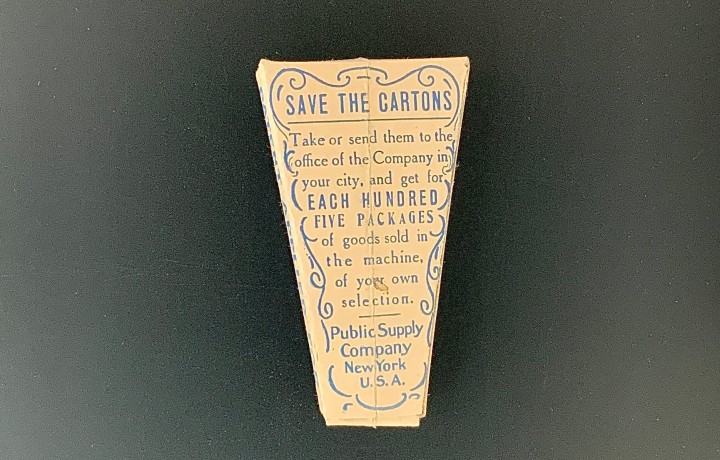 SAVE THE CARTONS
Take or send them to the
office of the Company in
your city, and get for
EACH HUNDRED
FIVE PACKAGES
of goods sold in
the machine,
of your own
selection.
Public Supply
Company
New York
U.S.A.